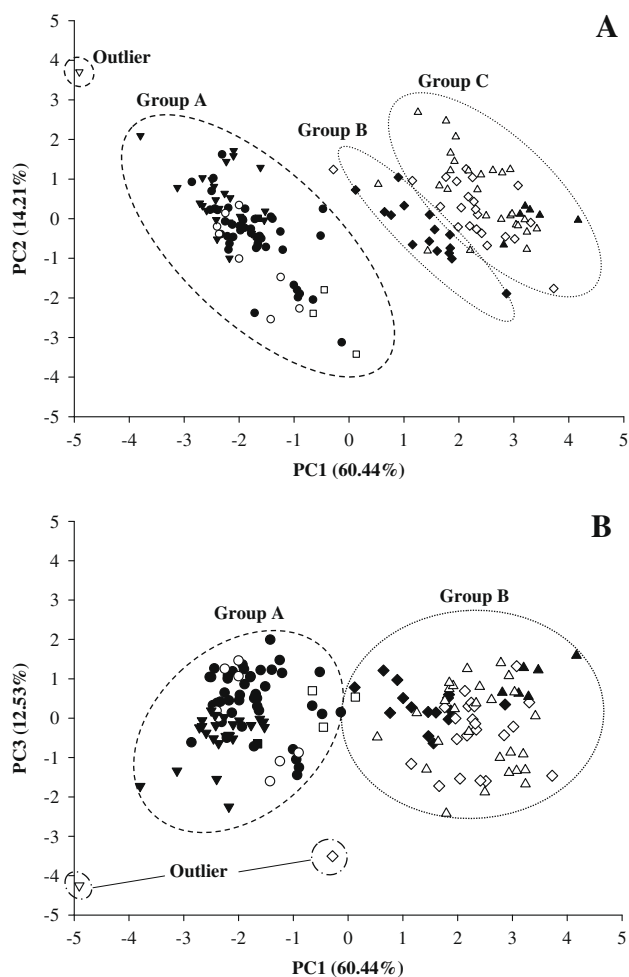 A
Outlier
Group A
Group B
Group C
PC2 (14.21%)
5
4
3
2
1
0
-1
-2
-3
-4
-5
-5 -4 -3 -2 -1 0 1 2 3 4 5
PC1 (60.44%)
B
Group A
Group B
Outlier
PC3 (12.53%)
5
4
3
2
1
0
-1
-2
-3
-4
-5
-5 -4 -3 -2 -1 0 1 2 3 4 5
PC1 (60.44%)